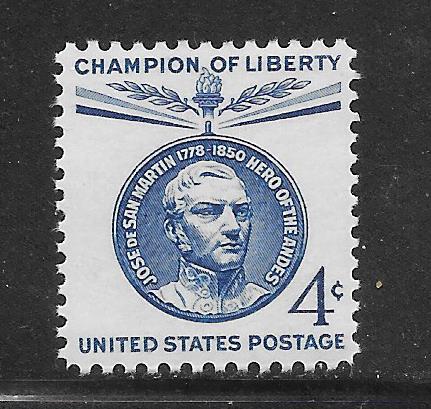 CHAMPION OF LIBERTY
JOSE DE SAN MARTIN 1778-1850 HERO OF THE ANDES
4¢
UNITED STATES POSTAGE